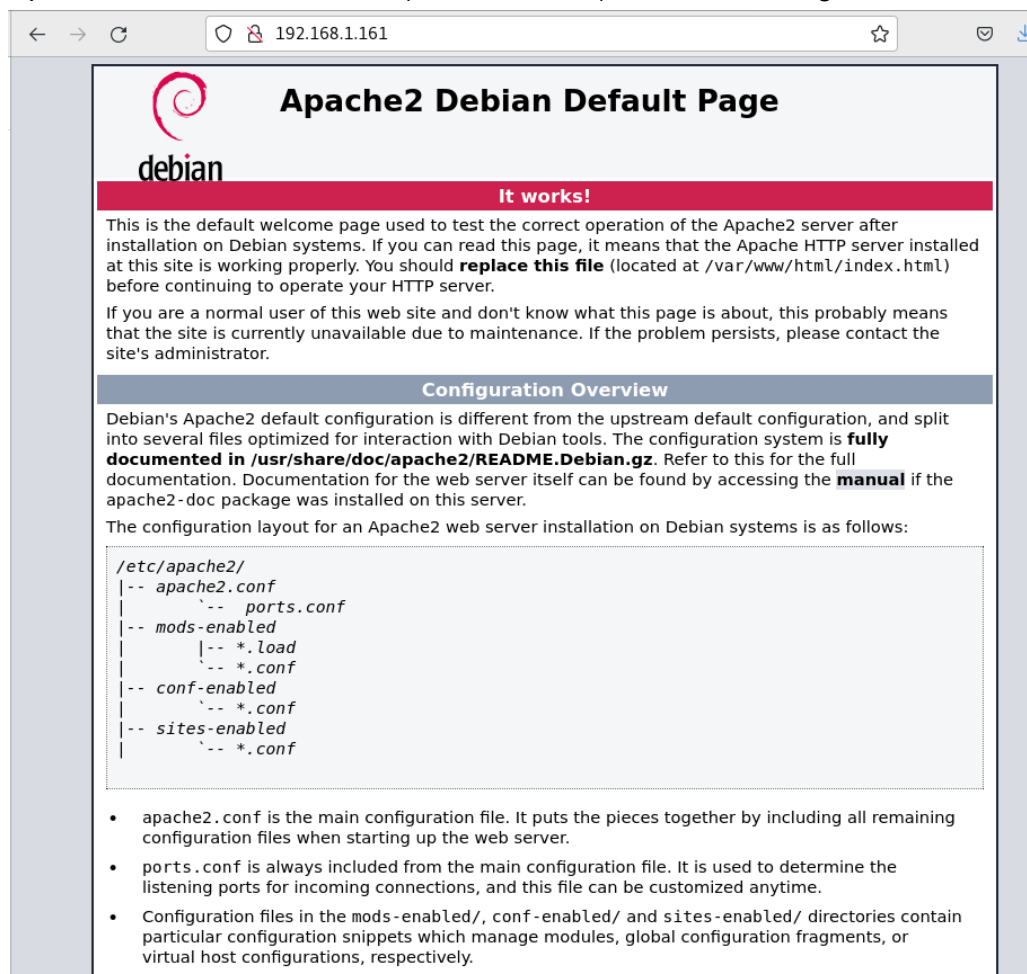 192.168.1.161
Apache2 Debian Default Page
debian
It works!
This is the default welcome page used to test the correct operation of the Apache2 server after
installation on Debian systems. If you can read this page, it means that the Apache HTTP server installed
at this site is working properly. You should replace this file (located at /var/www/html/index.html)
before continuing to operate your HTTP server.
If you are a normal user of this web site and don't know what this page is about, this probably means
that the site is currently unavailable due to maintenance. If the problem persists, please contact the
site's administrator.
Configuration Overview
Debian's Apache2 default configuration is different from the upstream default configuration, and split
into several files optimized for interaction with Debian tools. The configuration system is fully
documented in /usr/share/doc/apache2/README.Debian.gz. Refer to this for the full
documentation. Documentation for the web server itself can be found by accessing the manual if the
apache2-doc package was installed on this server.
The configuration layout for an Apache2 web server installation on Debian systems is as follows:
/etc/apache2/
|-- apache2.conf
|       `--  ports.conf
|-- mods-enabled
|       |-- *.load
|       `-- *.conf
|-- conf-enabled
|       `-- *.conf
|-- sites-enabled
|       `-- *.conf
• apache2.conf is the main configuration file. It puts the pieces together by including all remaining
configuration files when starting up the web server.
• ports.conf is always included from the main configuration file. It is used to determine the
listening ports for incoming connections, and this file can be customized anytime.
• Configuration files in the mods-enabled/, conf-enabled/ and sites-enabled/ directories contain
particular configuration snippets which manage modules, global configuration fragments, or
virtual host configurations, respectively.